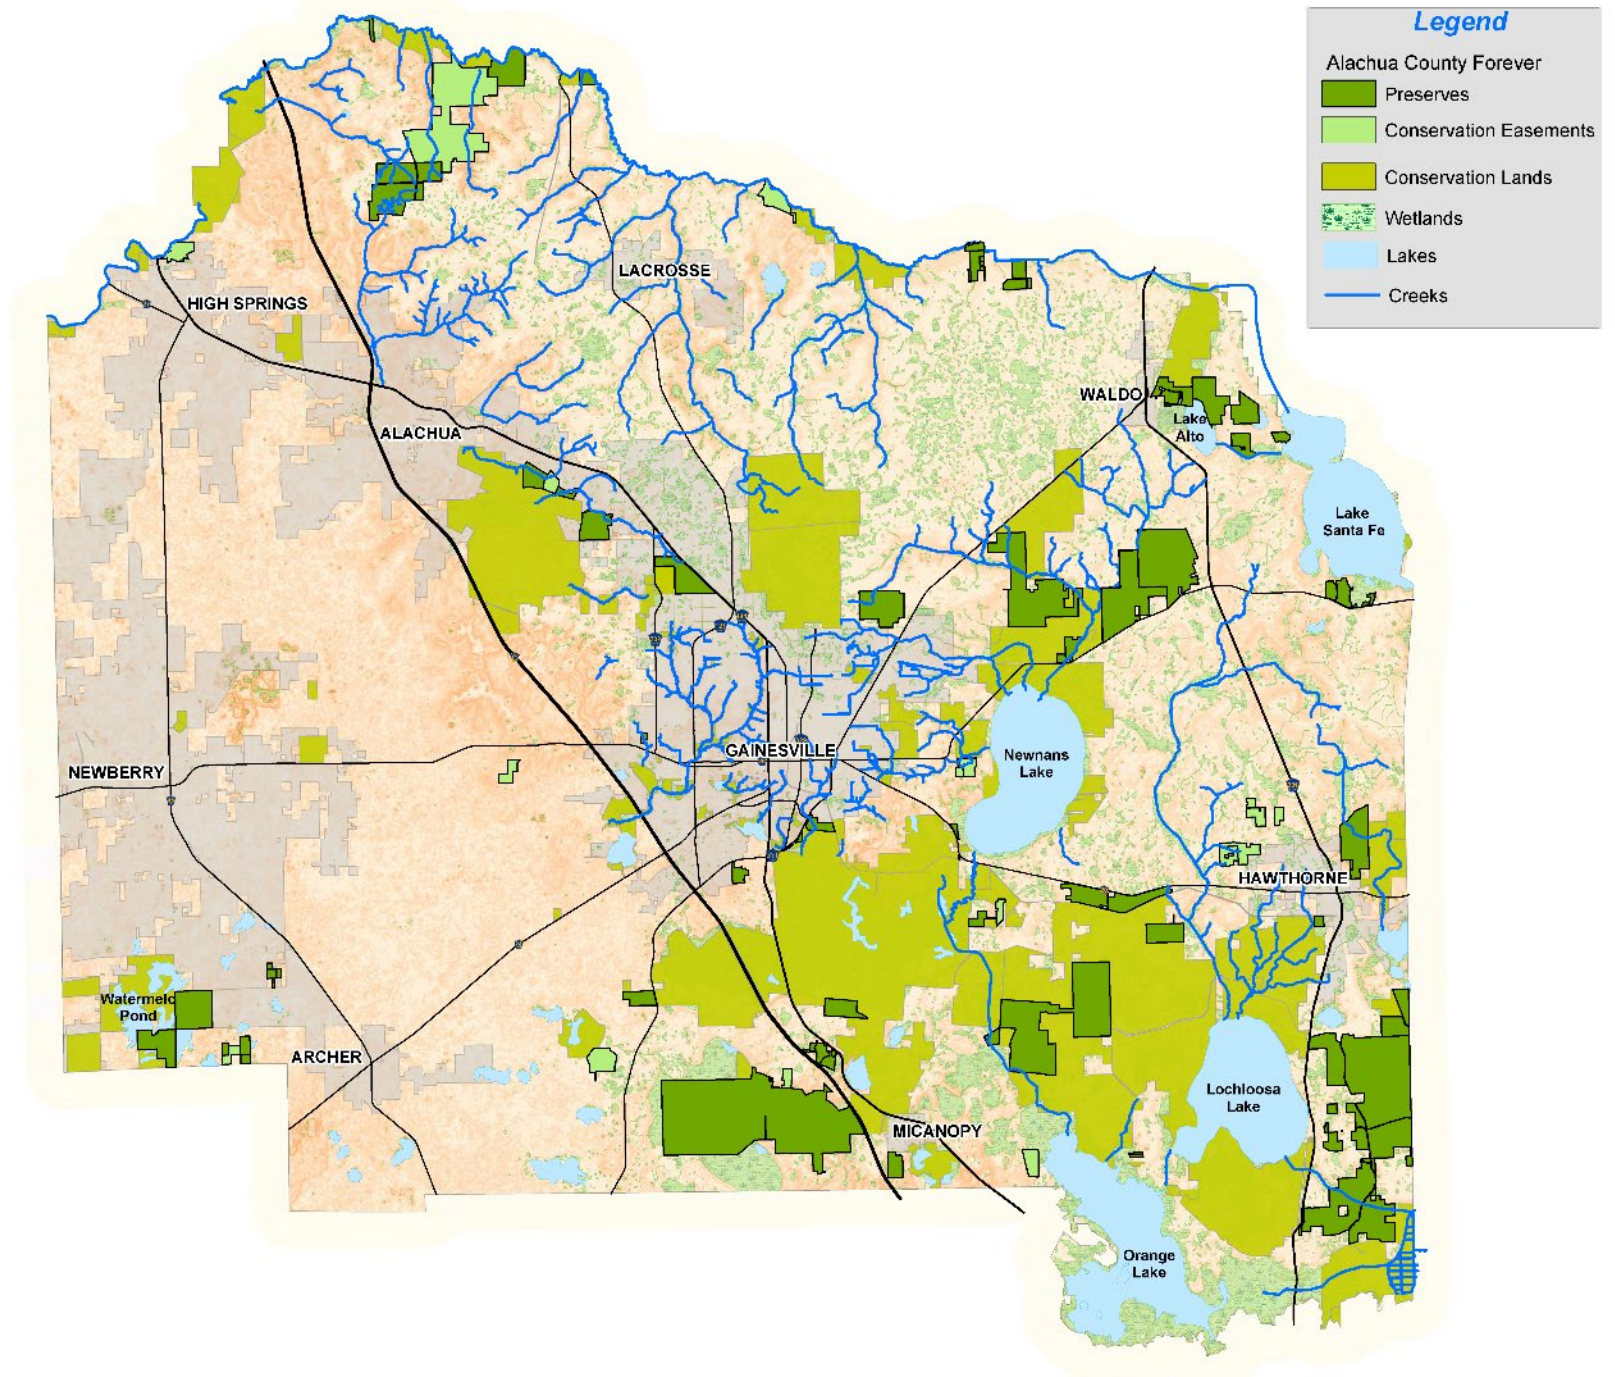 Legend
Alachua County Forever
Preserves
Conservation Easements
Conservation Lands
Wetlands
Lakes
Creeks
LACROSSE
HIGH SPRINGS
WALDO
Lake
Alto
ALACHUA
Lake
Santa Fe
GAINESVILLE
Newnans
Lake
NEWBERRY
HAWTHORNE
Watermelc
Pond
ARCHER
Lochloosa
Lake
MICANOPY
Orange
Lake